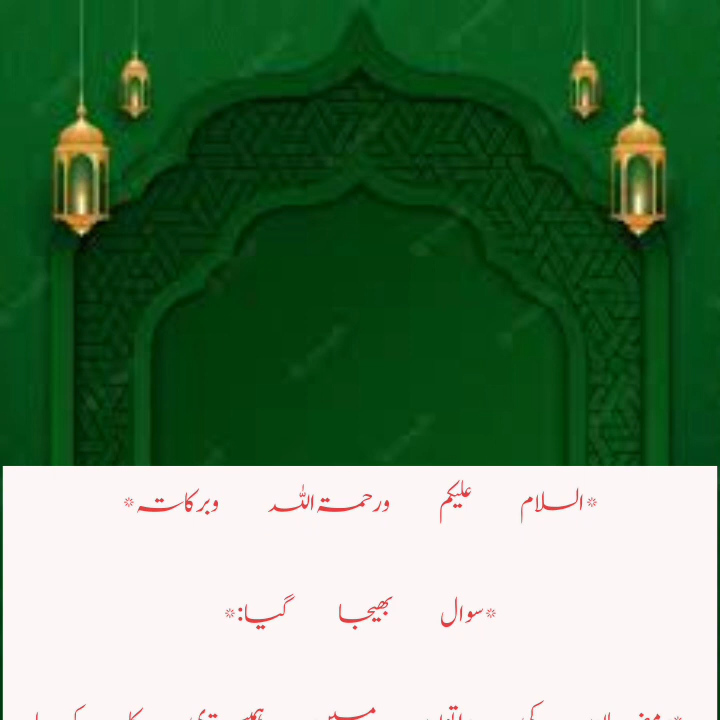 *السلام علیکم ورحمۃ اللہ وبرکاتہ*
*سوال بھیجا گیا:*